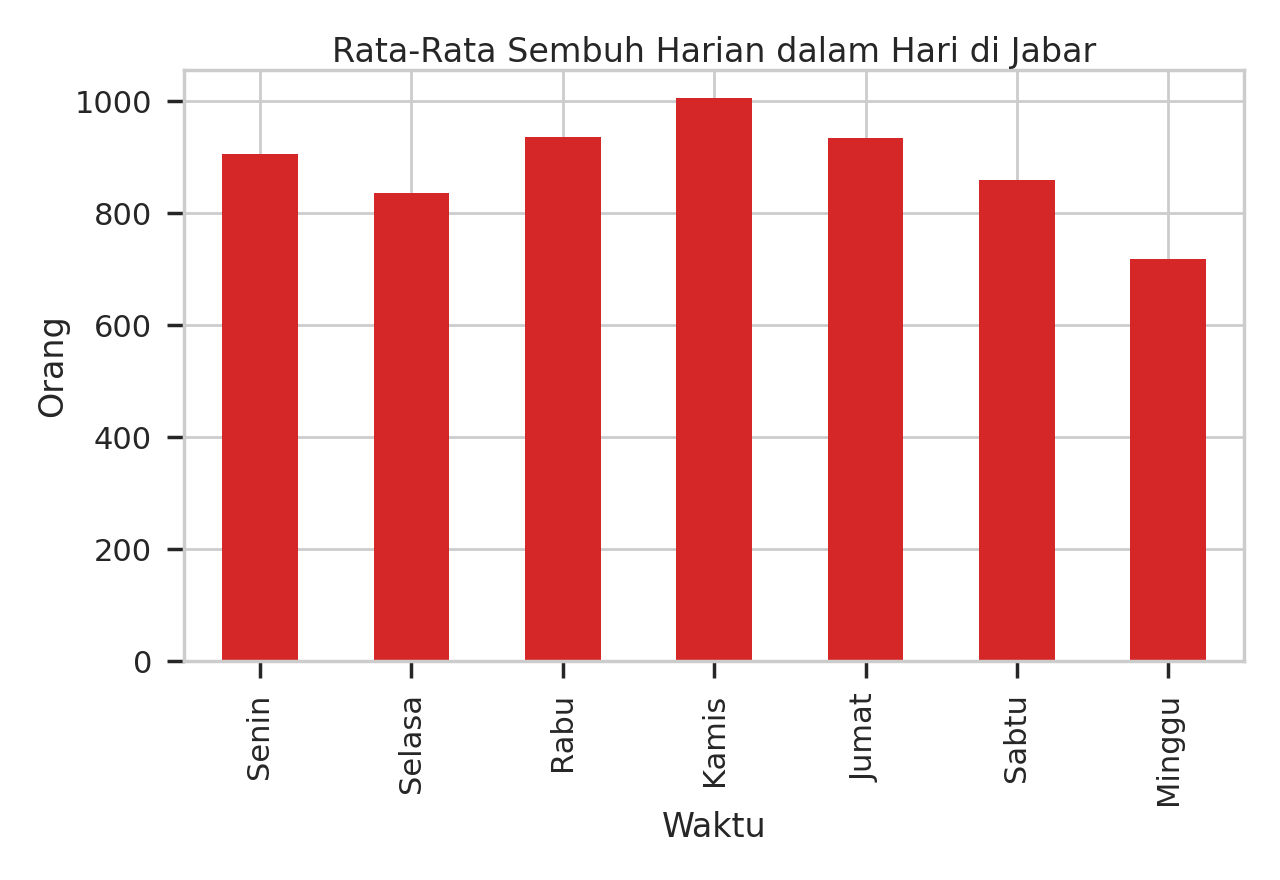 Rata-Rata Sembuh Harian dalam Hari di Jabar
Orang
1000
800
600
400
200
0
Senin
Selasa
Rabu
Kamis
Jumat
Sabtu
Minggu
Waktu